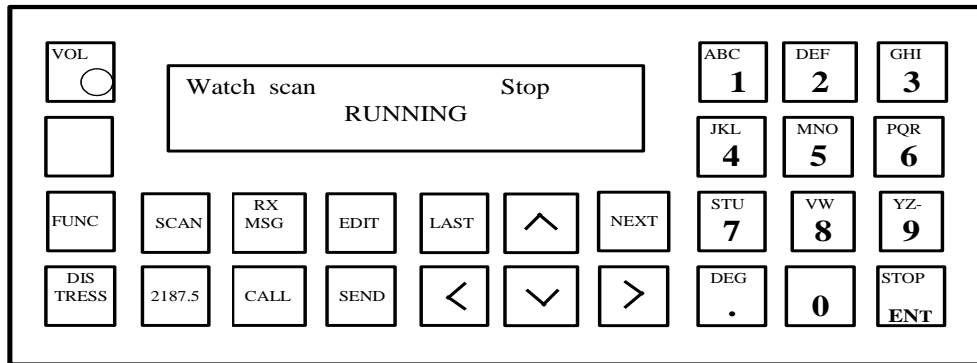 VOL
Watch scan Stop
RUNNING
ABC DEF GHI
1 2 3
JKL MNO PQR
4 5 6
FUNC SCAN RX MSG EDIT LAST NEXT
STU VW YZ-
7 8 9
DIS TRESS 2187.5 CALL SEND
DEG STOP
. 0 ENT